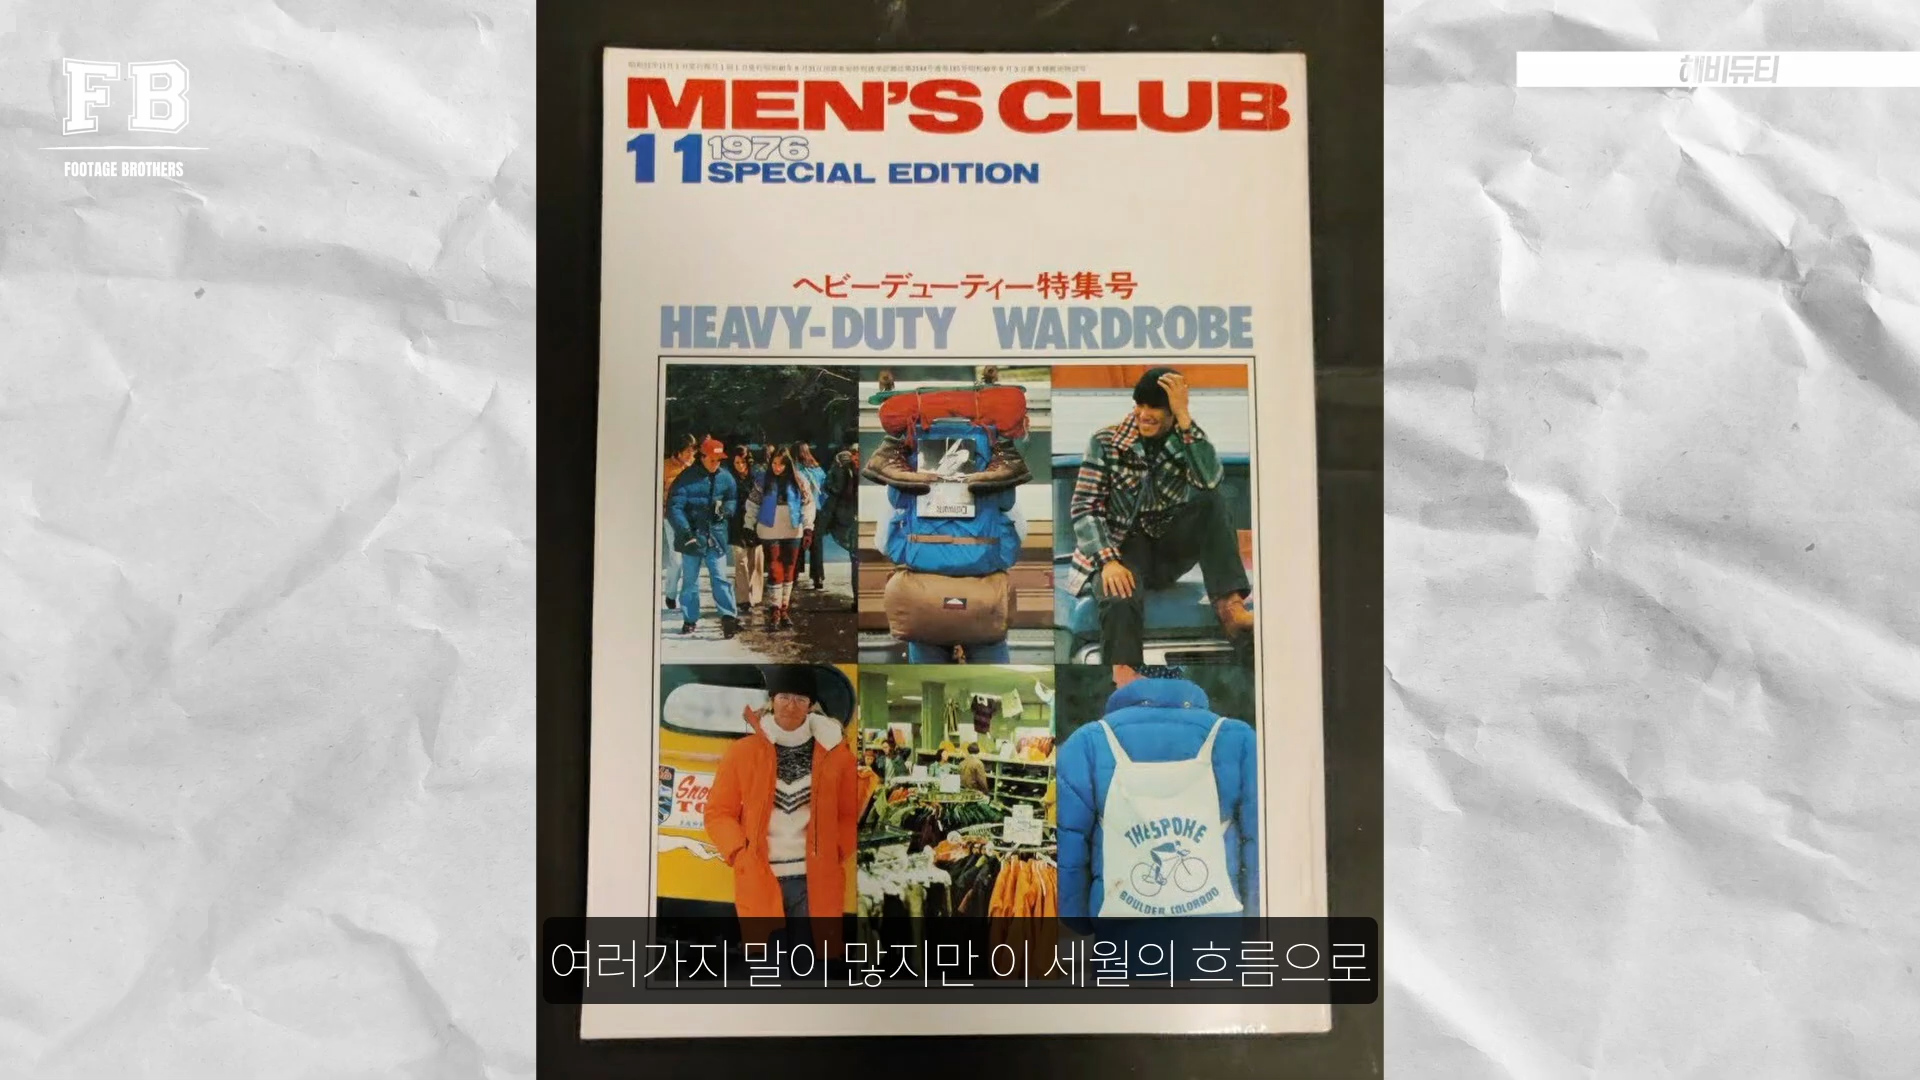 FB
FOOTAGE BROTHERS
헤비듀티
MEN'S CLUB
11 1976
SPECIAL EDITION
ヘビーデューティー特集号
HEAVY-DUTY WARDROBE
THE SPOKE
BOULDER COLORADO
여러가지 말이 많지만 이 세월의 흐름으로